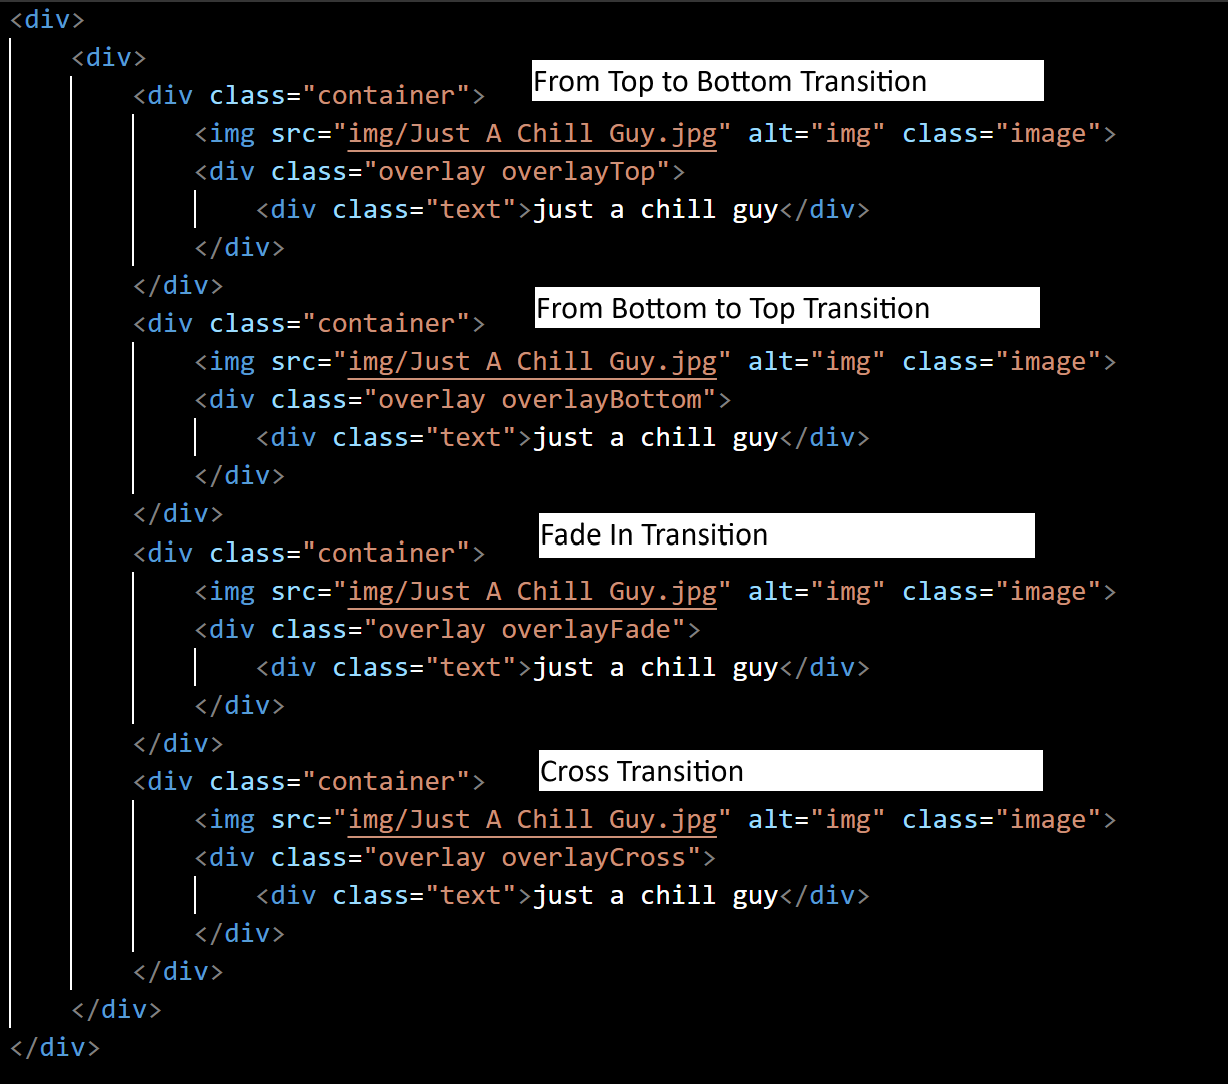 <div>
<div>
<div class="container"> From Top to Bottom Transition
<img src="img/Just A Chill Guy.jpg" alt="img" class="image">
<div class="overlay overlayTop">
<div class="text">just a chill guy</div>
</div>
</div>
<div class="container"> From Bottom to Top Transition
<img src="img/Just A Chill Guy.jpg" alt="img" class="image">
<div class="overlay overlayBottom">
<div class="text">just a chill guy</div>
</div>
</div>
<div class="container"> Fade In Transition
<img src="img/Just A Chill Guy.jpg" alt="img" class="image">
<div class="overlay overlayFade">
<div class="text">just a chill guy</div>
</div>
</div>
<div class="container"> Cross Transition
<img src="img/Just A Chill Guy.jpg" alt="img" class="image">
<div class="overlay overlayCross">
<div class="text">just a chill guy</div>
</div>
</div>
</div>
</div>